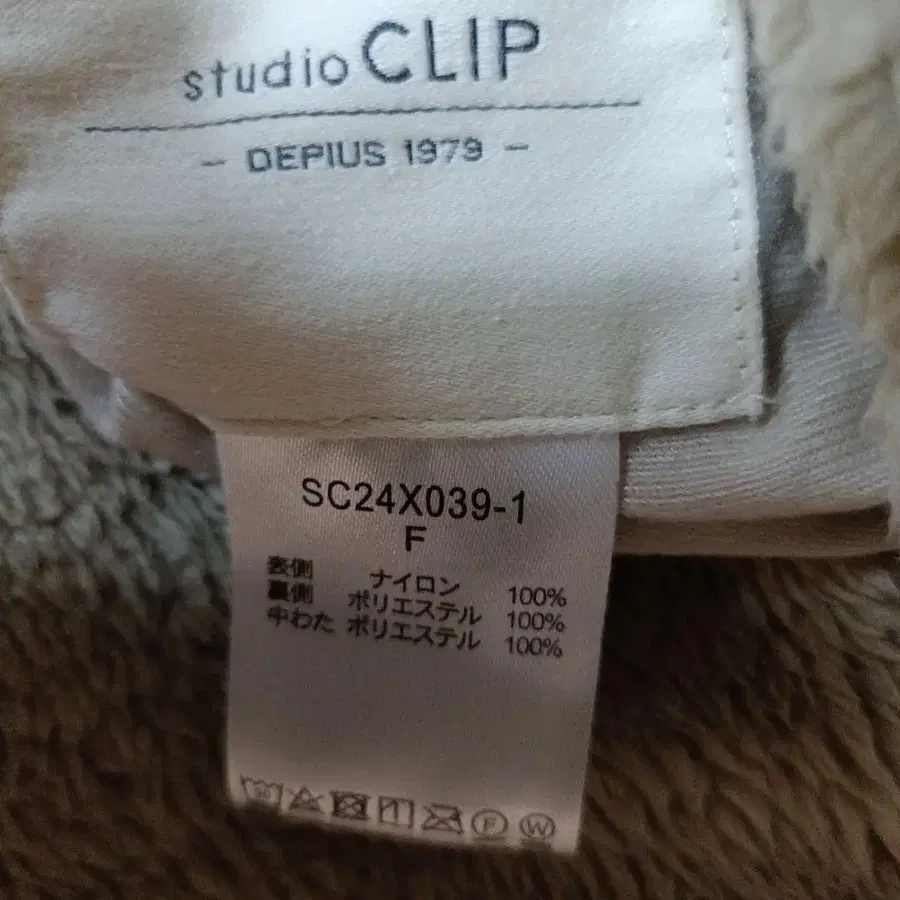 studio CLIP
- DEPIUS 1979 -
SC24X039-1
F
表側 ナイロン 100%
裏側 ポリエステル 100%
中わた ポリエステル 100%
F W